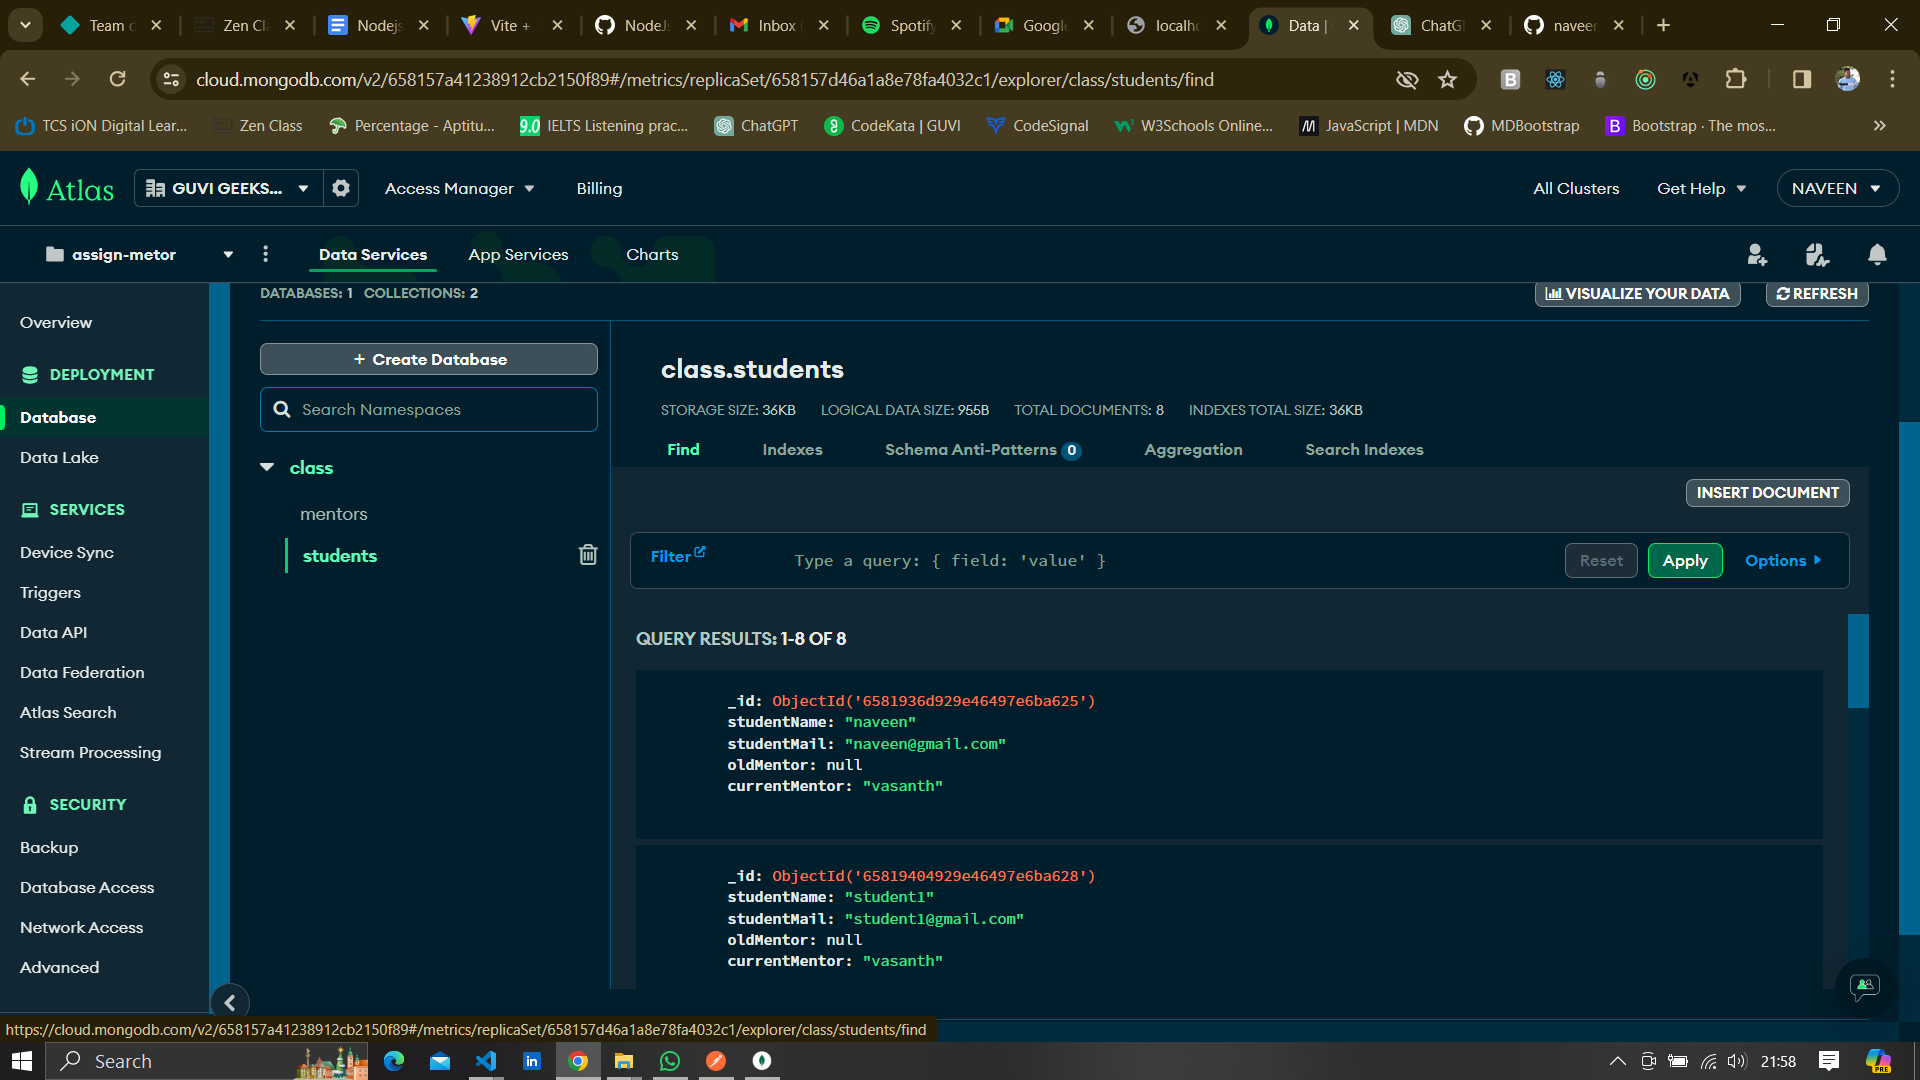 Team c
Zen Cla
Nodejs
Vite +
NodeJs
Inbox (
Spotify
Google
localho
Data |
ChatGP
naveen
cloud.mongodb.com/v2/658157a41238912cb2150f89#/metrics/replicaSet/658157d46a1a8e78fa4032c1/explorer/class/students/find
TCS iON Digital Lear... Zen Class Percentage - Aptitu... 9.0 IELTS Listening prac... ChatGPT CodeKata | GUVI CodeSignal W3Schools Online... M JavaScript | MDN MDBootstrap B Bootstrap · The mos... »
Atlas GUVI GEEKS... Access Manager Billing All Clusters Get Help NAVEEN
assign-metor Data Services App Services Charts
DATABASES: 1 COLLECTIONS: 2 VISUALIZE YOUR DATA REFRESH
Overview
DEPLOYMENT
Database
Data Lake
SERVICES
Device Sync
Triggers
Data API
Data Federation
Atlas Search
Stream Processing
SECURITY
Backup
Database Access
Network Access
Advanced
+ Create Database
Search Namespaces
class
mentors
students
class.students
STORAGE SIZE: 36KB LOGICAL DATA SIZE: 955B TOTAL DOCUMENTS: 8 INDEXES TOTAL SIZE: 36KB
Find Indexes Schema Anti-Patterns 0 Aggregation Search Indexes
INSERT DOCUMENT
Filter Type a query: { field: 'value' } Reset Apply Options
QUERY RESULTS: 1-8 OF 8
_id: ObjectId('6581936d929e46497e6ba625')
studentName: "naveen"
studentMail: "naveen@gmail.com"
oldMentor: null
currentMentor: "vasanth"
_id: ObjectId('65819404929e46497e6ba628')
studentName: "student1"
studentMail: "student1@gmail.com"
oldMentor: null
currentMentor: "vasanth"
https://cloud.mongodb.com/v2/658157a41238912cb2150f89#/metrics/replicaSet/658157d46a1a8e78fa4032c1/explorer/class/students/find
Search in 21:58 PRE